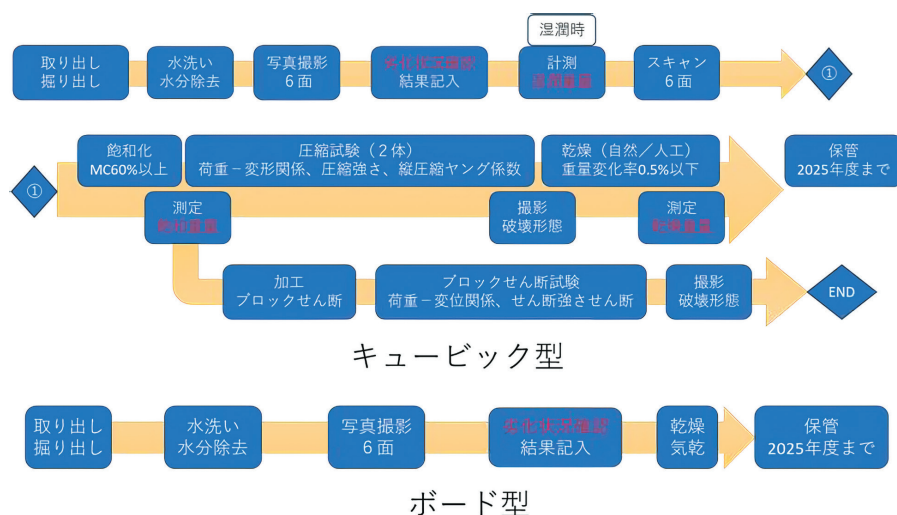 湿潤時
取り出し
掘り出し
水洗い
水分除去
写真撮影
6面
劣化状況確認
結果記入
計測
湿潤重量
スキャン
6面
①
①
飽和化
MC60%以上
圧縮試験（２体）
荷重－変形関係、圧縮強さ、縦圧縮ヤング係数
乾燥（自然／人工）
重量変化率0.5%以下
保管
2025年度まで
測定
飽和重量
撮影
破壊形態
測定
乾燥重量
加工
ブロックせん断
ブロックせん断試験
荷重－変位関係、せん断強させん断
撮影
破壊形態
END
キュービック型
取り出し
掘り出し
水洗い
水分除去
写真撮影
6面
劣化状況確認
結果記入
乾燥
気乾
保管
2025年度まで
ボード型